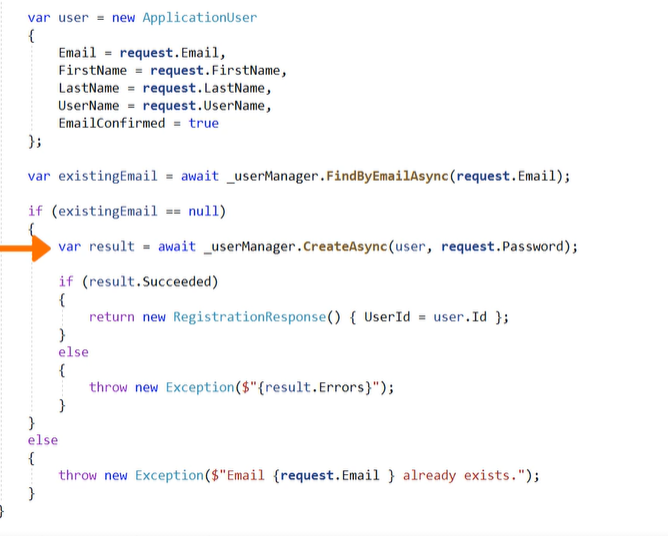 var user = new ApplicationUser
{
    Email = request.Email,
    FirstName = request.FirstName,
    LastName = request.LastName,
    UserName = request.UserName,
    EmailConfirmed = true
};
var existingEmail = await _userManager.FindByEmailAsync(request.Email);
if (existingEmail == null)
{
    var result = await _userManager.CreateAsync(user, request.Password);
    if (result.Succeeded)
    {
        return new RegistrationResponse() { UserId = user.Id };
    }
    else
    {
        throw new Exception($"{result.Errors}");
    }
}
else
{
    throw new Exception($"Email {request.Email } already exists.");
}
}